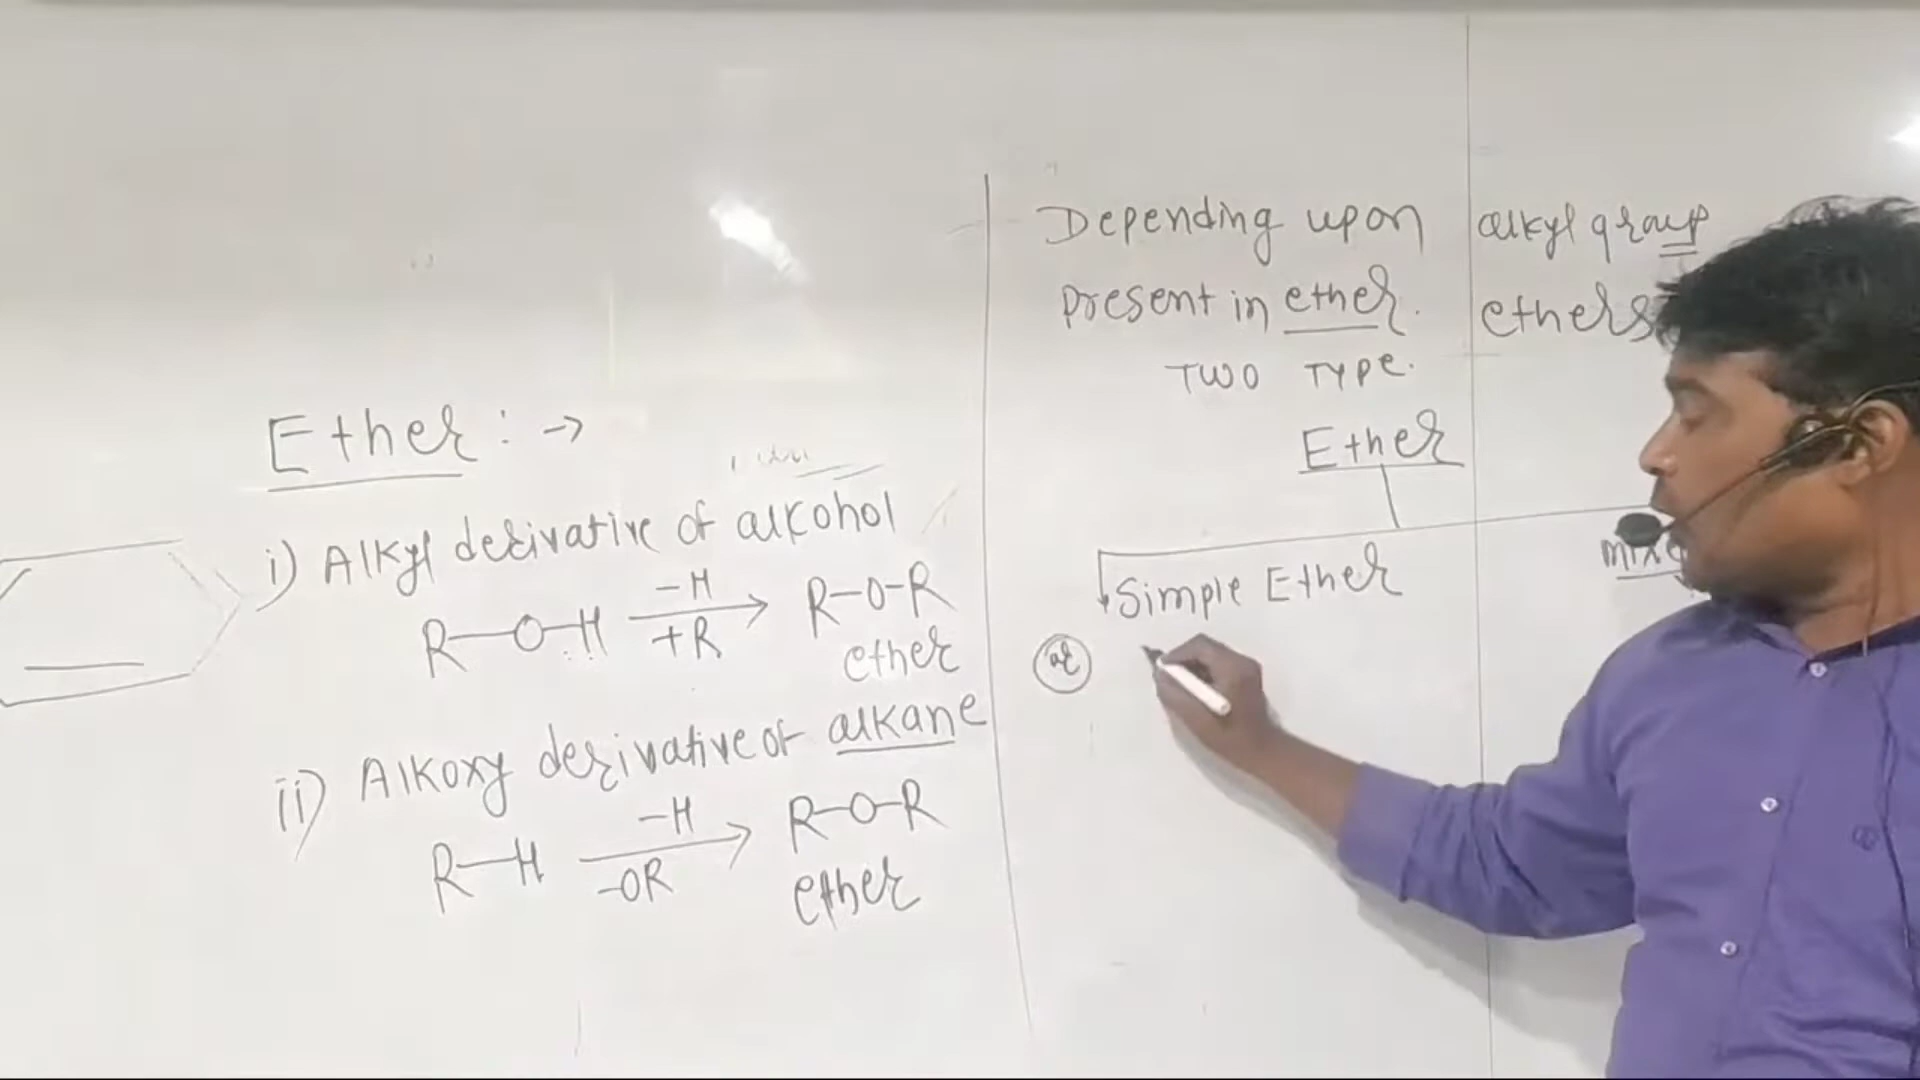 Ether : →
i) Alkyl derivative of alkohol
R—O—H —H +R → R—O—R
ether
ii) Alkoxy derivative of alkane
R—H —H —OR → R—O—R
ether
Depending upon alkyl group
present in ether. ethers
TWO TYPE.
Ether
Simple Ether